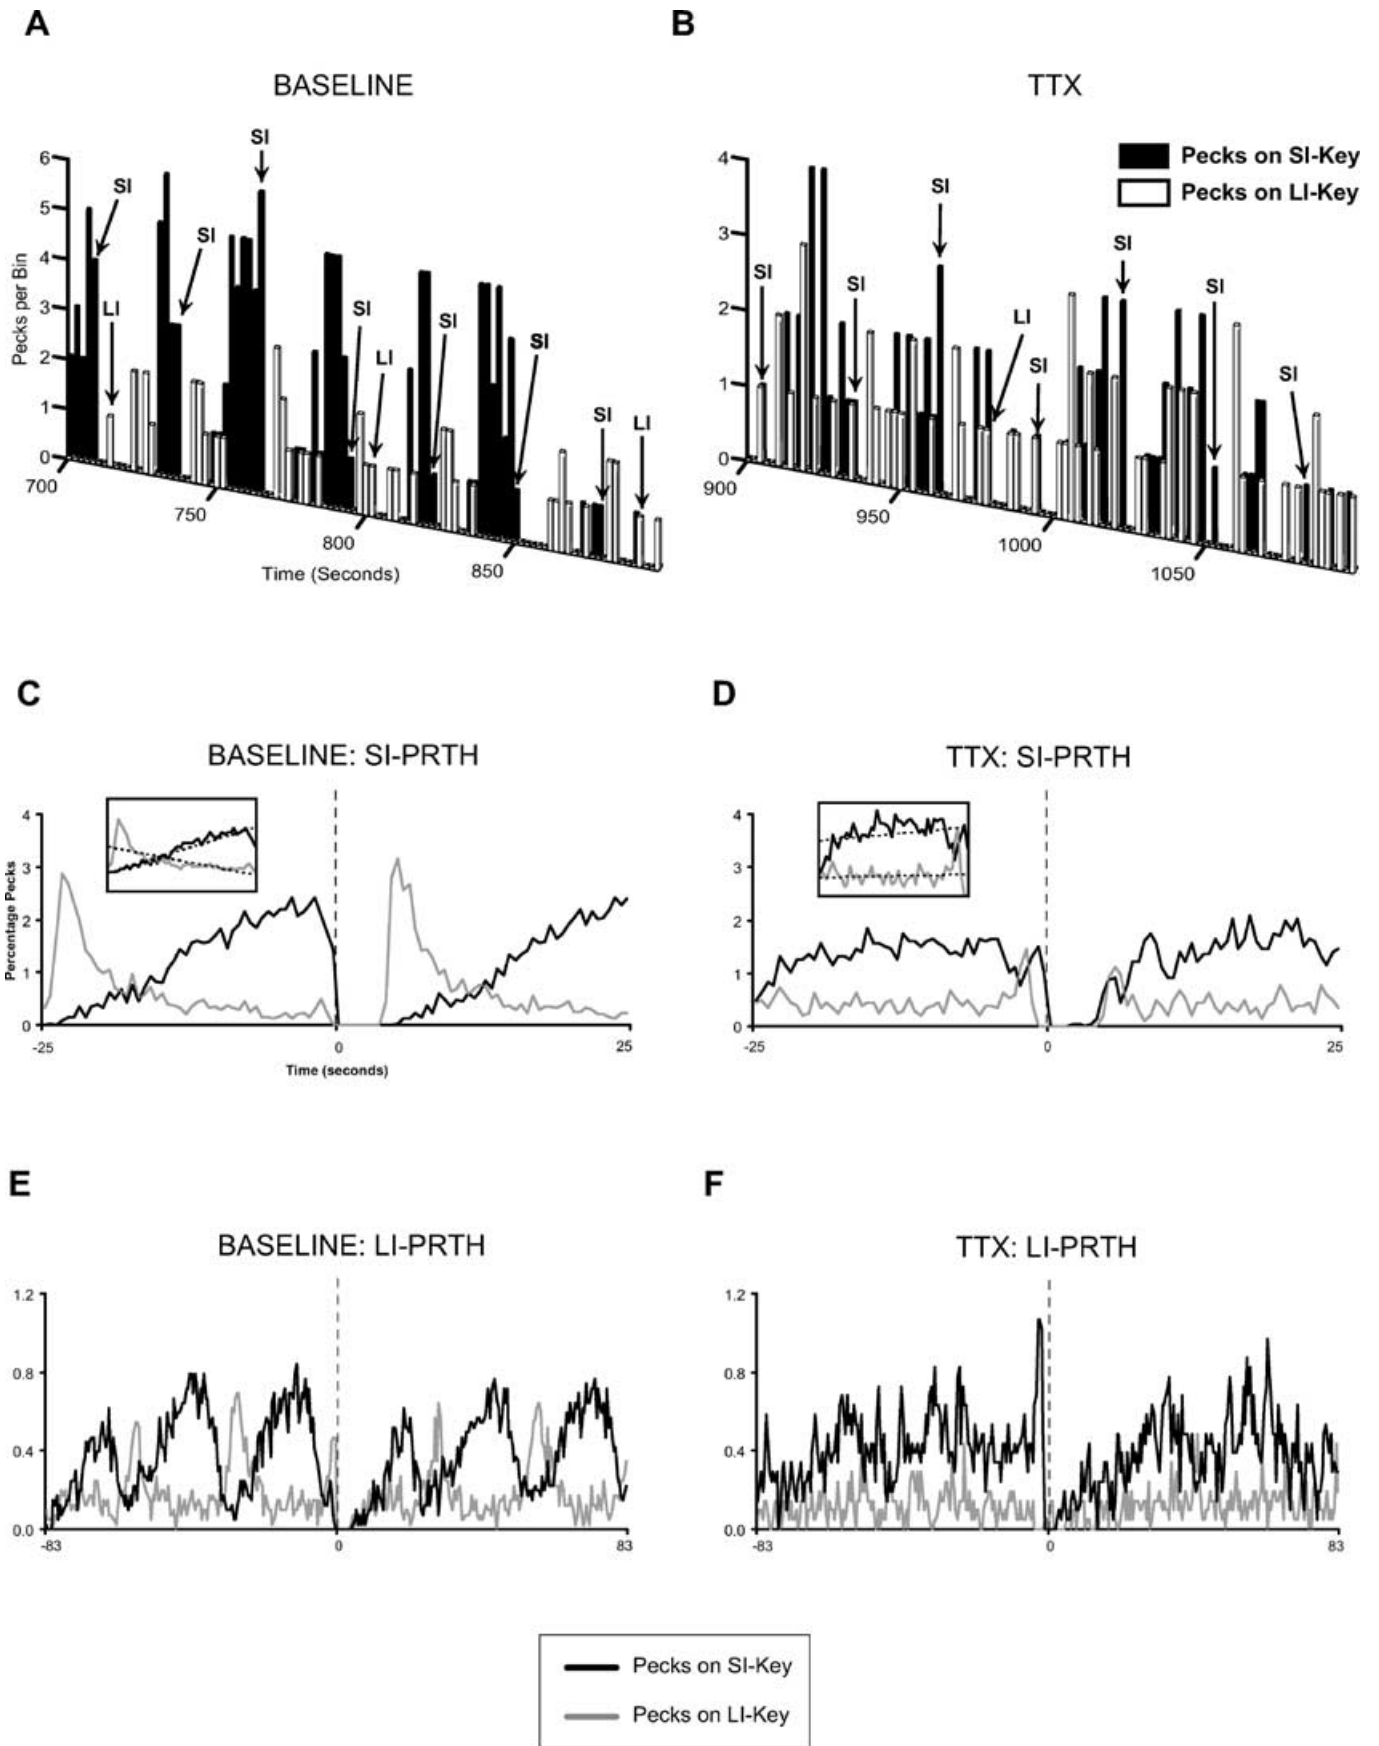 A
B
BASELINE
TTX
Pecks on SI-Key
Pecks on LI-Key
Pecks per Bin
6
5
4
3
2
1
0
SI
LI
SI
SI
SI
LI
SI
SI
SI
LI
700
750
800
850
Time (Seconds)
4
3
2
1
0
SI
SI
SI
LI
SI
SI
SI
SI
900
950
1000
1050
C
D
BASELINE: SI-PRTH
TTX: SI-PRTH
Percentage Pecks
4
3
2
1
0
-25
0
25
Time (seconds)
4
3
2
1
0
-25
0
25
E
F
BASELINE: LI-PRTH
TTX: LI-PRTH
1.2
0.8
0.4
0.0
-83
0
83
1.2
0.8
0.4
0.0
-83
0
83
Pecks on SI-Key
Pecks on LI-Key